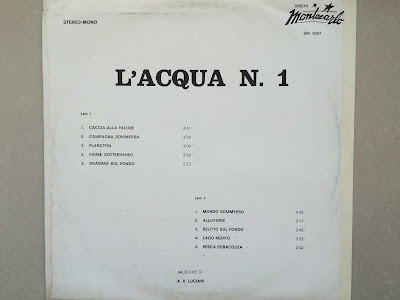 STEREO-MONO
DISCHI
Montecarlo
L'ACQUA N. 1
Lato 1
1. CACCIA ALLA PALUDE
2. CAMPAGNA SOMMERSA
3. PLANCTON
4. FIUME SOTTERRANEO
5. DRAMMA SUL FONDO
Lato 2
1. MONDO SOMMERSO
2. ALLUVIONE
3. RELITTO SUL FONDO
4. LAGO MORTO
5. PESCA SUBACQUEA
MUSICHE DI
A. R. LUCIANI